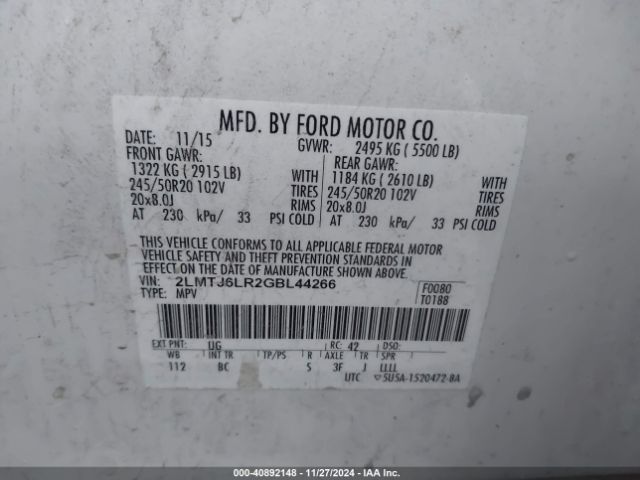 MFD. BY FORD MOTOR CO.
DATE: 11/15 GVWR: 2495 KG ( 5500 LB)
FRONT GAWR: REAR GAWR:
1322 KG ( 2915 LB) WITH 1184 KG ( 2610 LB) WITH
245/50R20 102V TIRES 245/50R20 102V TIRES
20x8.0J RIMS 20x8.0J RIMS
AT 230 kPa/ 33 PSI COLD AT 230 kPa/ 33 PSI COLD
THIS VEHICLE CONFORMS TO ALL APPLICABLE FEDERAL MOTOR
VEHICLE SAFETY AND THEFT PREVENTION STANDARDS IN
EFFECT ON THE DATE OF MANUFACTURE SHOWN ABOVE.
VIN: 2LMTJ6LR2GBL44266 F0080
TYPE: MPV T0188
EXT PNT: UG RC: 42 DSO:
WB INT TR TP/PS R AXLE TR SPR
112 BC S 3F J LLLL
UTC 5U5A-1520472-BA
000-40892148 - 11/27/2024 - IAAI.com